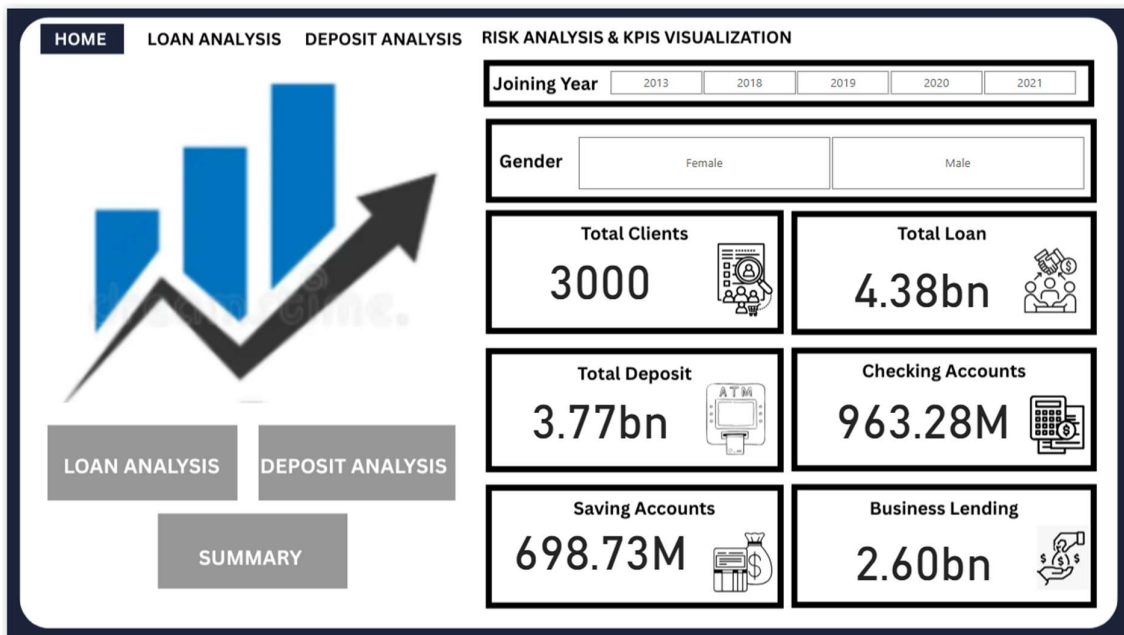 HOME LOAN ANALYSIS DEPOSIT ANALYSIS RISK ANALYSIS & KPIS VISUALIZATION
Joining Year 2013 2018 2019 2020 2021
Gender Female Male
Total Clients
3000
Total Loan
4.38bn
Total Deposit
3.77bn
ATM
Checking Accounts
963.28M
Saving Accounts
698.73M
Business Lending
2.60bn
LOAN ANALYSIS DEPOSIT ANALYSIS
SUMMARY